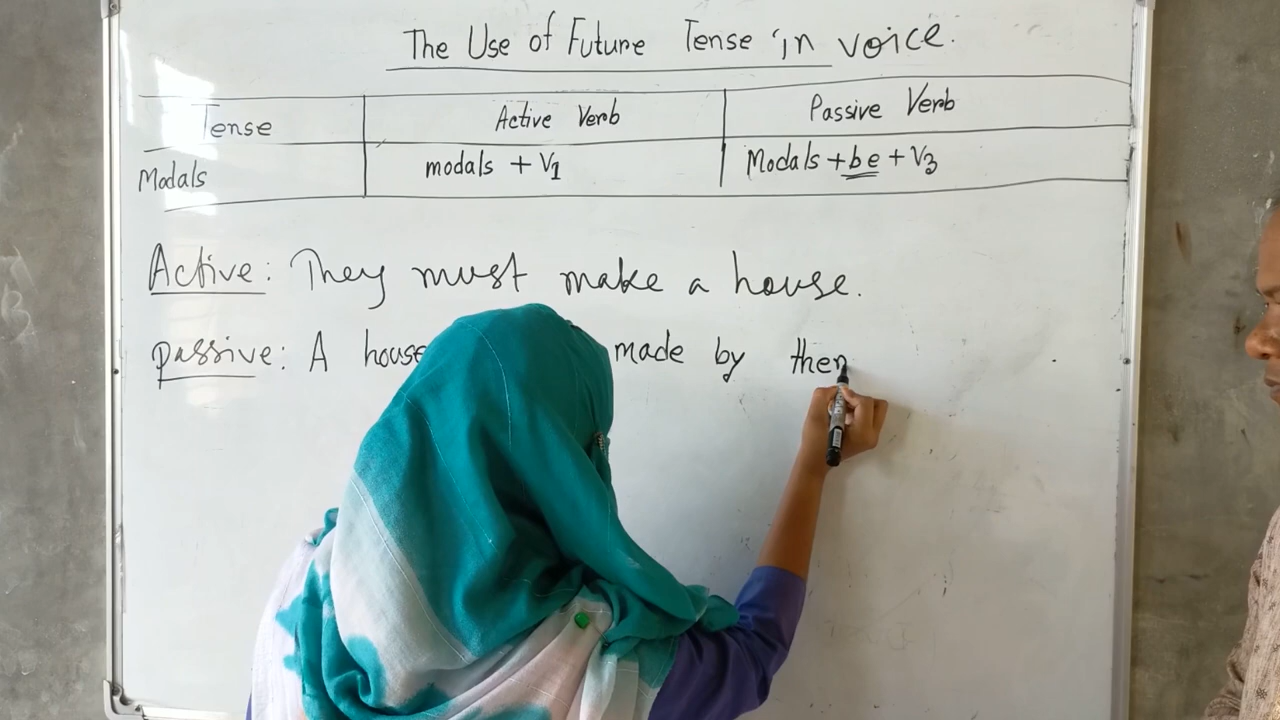 The Use of Future Tense in voice.
Tense Active Verb Passive Verb
Modals modals + V1 Modals + be + V3
Active: They must make a house.
passive: A house made by them